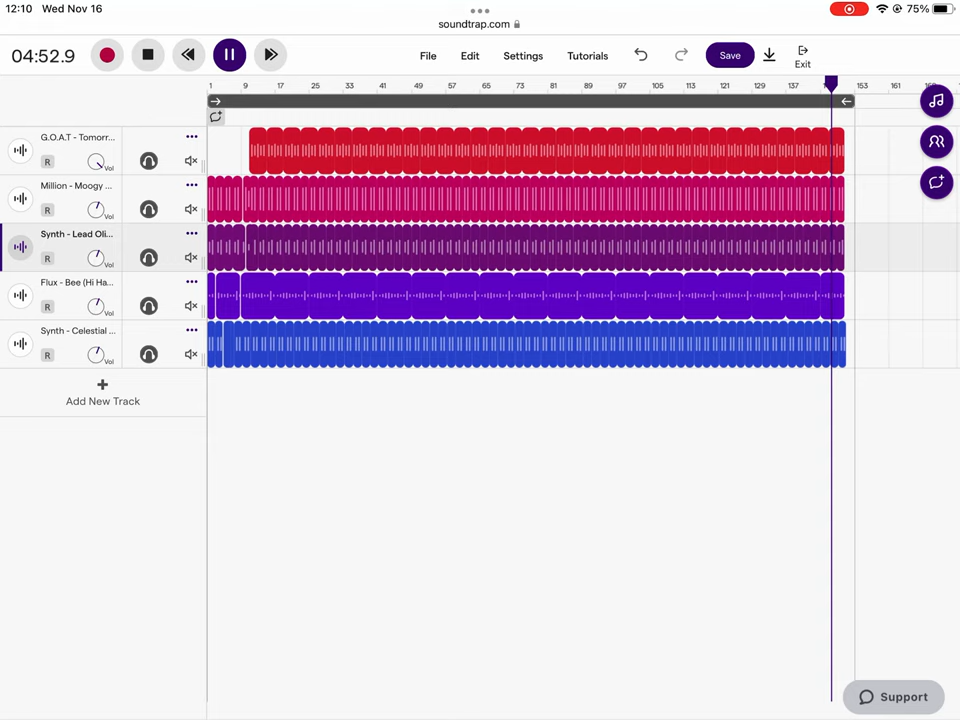 12:10 Wed Nov 16
75%
soundtrap.com
04:52.9
File Edit Settings Tutorials Save Exit
1 9 17 25 33 41 49 57 65 73 81 89 97 105 113 121 129 137 153 161
G.O.A.T - Tomorr...
R Vol
Million - Moogy ...
R Vol
Synth - Lead Oli...
R Vol
Flux - Bee (Hi Ha...
R Vol
Synth - Celestial ...
R Vol
Add New Track
Support